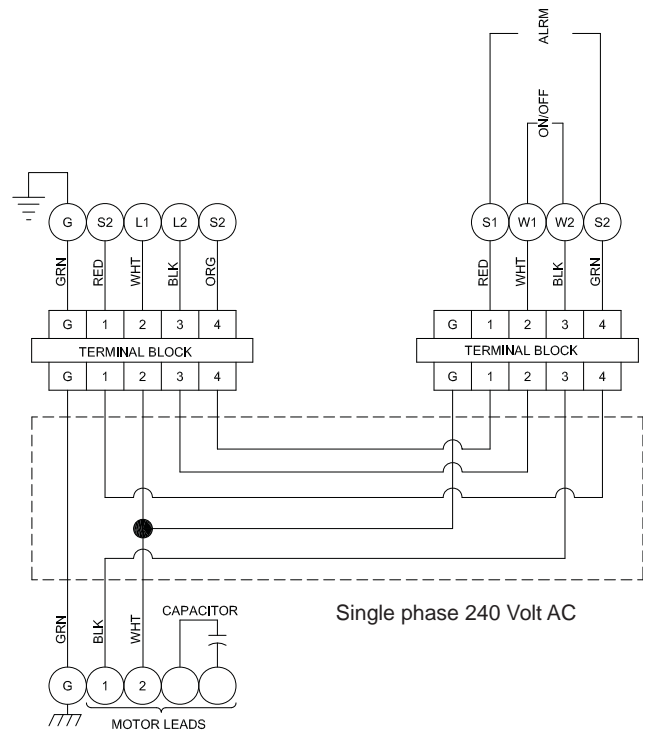 ALRM
ON/OFF
G S2 L1 L2 S2
S1 W1 W2 S2
GRN RED WHT BLK ORG
RED WHT BLK GRN
G 1 2 3 4
TERMINAL BLOCK
G 1 2 3 4
G 1 2 3 4
TERMINAL BLOCK
G 1 2 3 4
Single phase 240 Volt AC
CAPACITOR
GRN BLK WHT
G 1 2
MOTOR LEADS